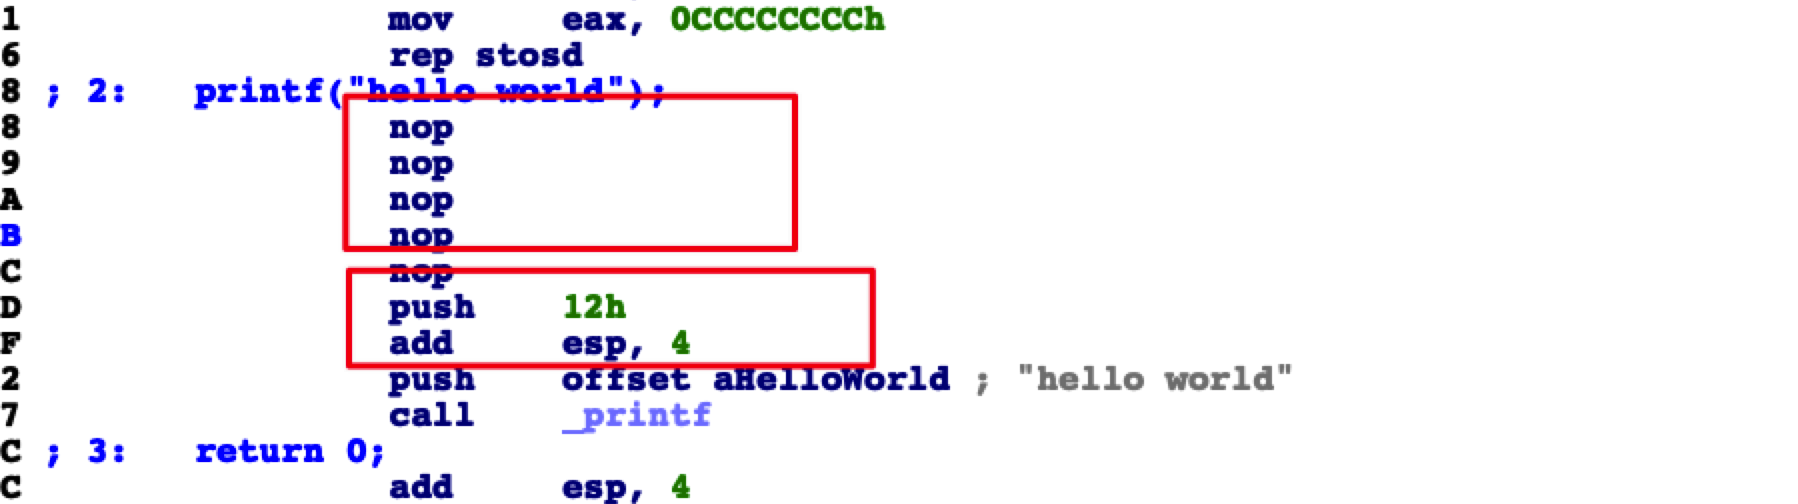 1 mov eax, 0CCCCCCCCh
6 rep stosd
8 ; 2: printf("hello world");
8 nop
9 nop
A nop
B nop
C nop
D push 12h
F add esp, 4
2 push offset aHelloWorld ; "hello world"
7 call _printf
C ; 3: return 0;
C add esp, 4